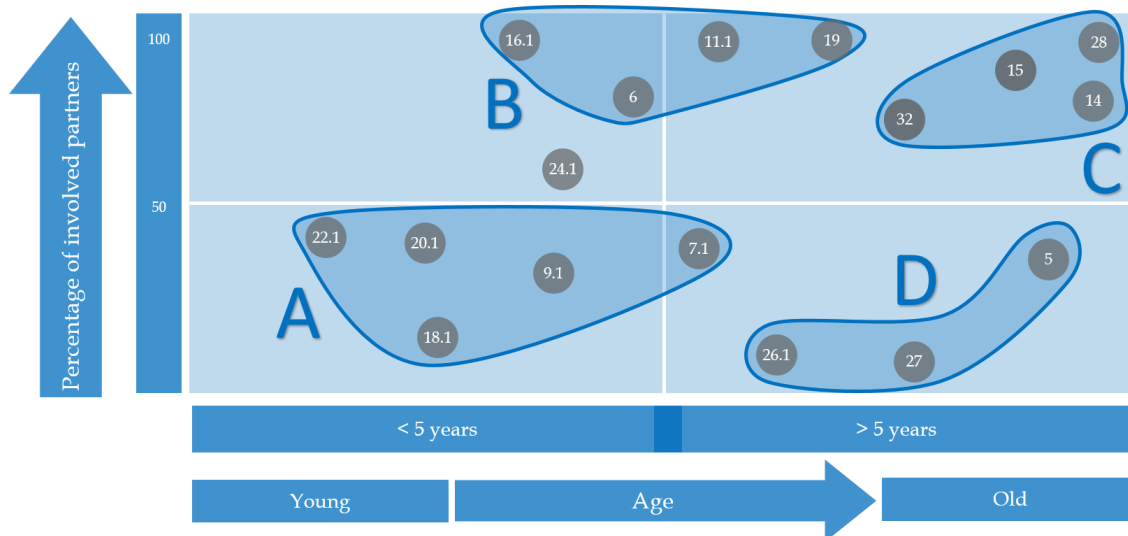 Percentage of involved partners
100
50
16.1
11.1
19
28
15
6
14
32
B
24.1
C
22.1
20.1
7.1
9.1
5
D
A
18.1
26.1
27
< 5 years
> 5 years
Young
Age
Old